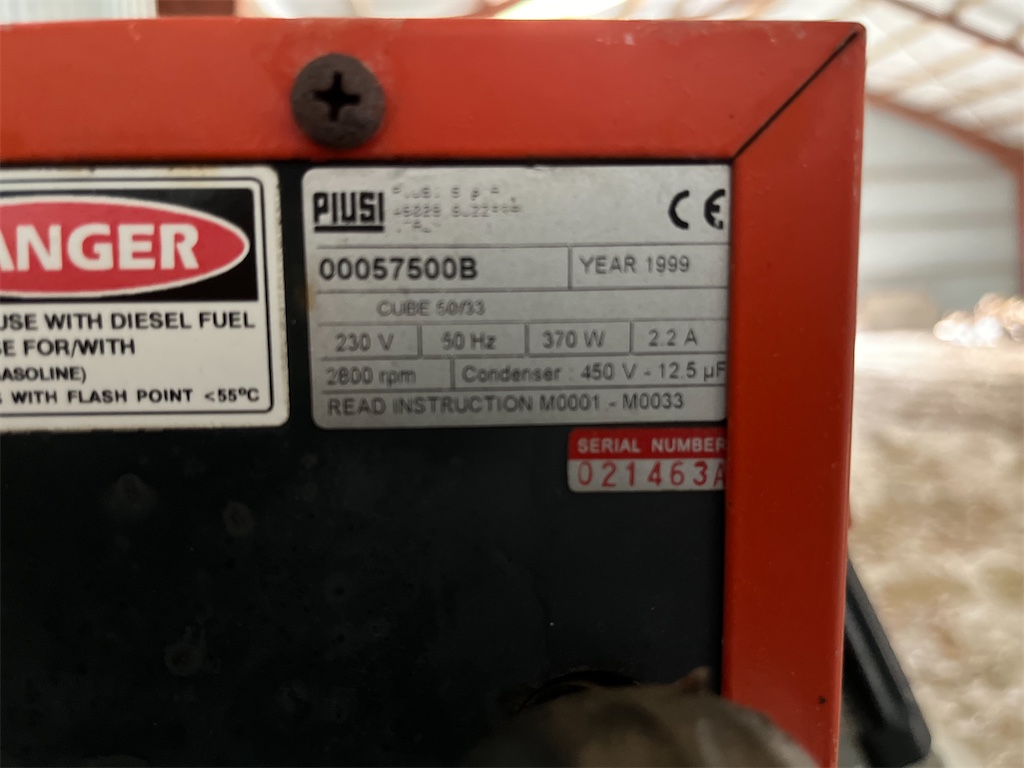 ANGER
USE WITH DIESEL FUEL
SE FOR/WITH
GASOLINE)
S WITH FLASH POINT <55°C
PIUSI
CE
00057500B YEAR 1999
CUBE 50/33
230 V 50 Hz 370 W 2.2 A
2800 rpm Condenser : 450 V - 12.5 µF
READ INSTRUCTION M0001 - M0033
SERIAL NUMBER
021463A